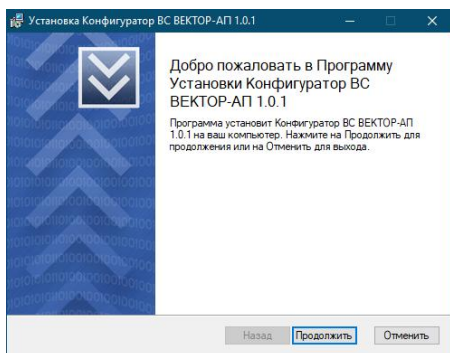 Установка Конфигуратор ВС ВЕКТОР-АП 1.0.1
Добро пожаловать в Программу
Установки Конфигуратор ВС
ВЕКТОР-АП 1.0.1
Программа установит Конфигуратор ВС ВЕКТОР-АП
1.0.1 на ваш компьютер. Нажмите на Продолжить для
продолжения или на Отменить для выхода.
Назад Продолжить Отменить